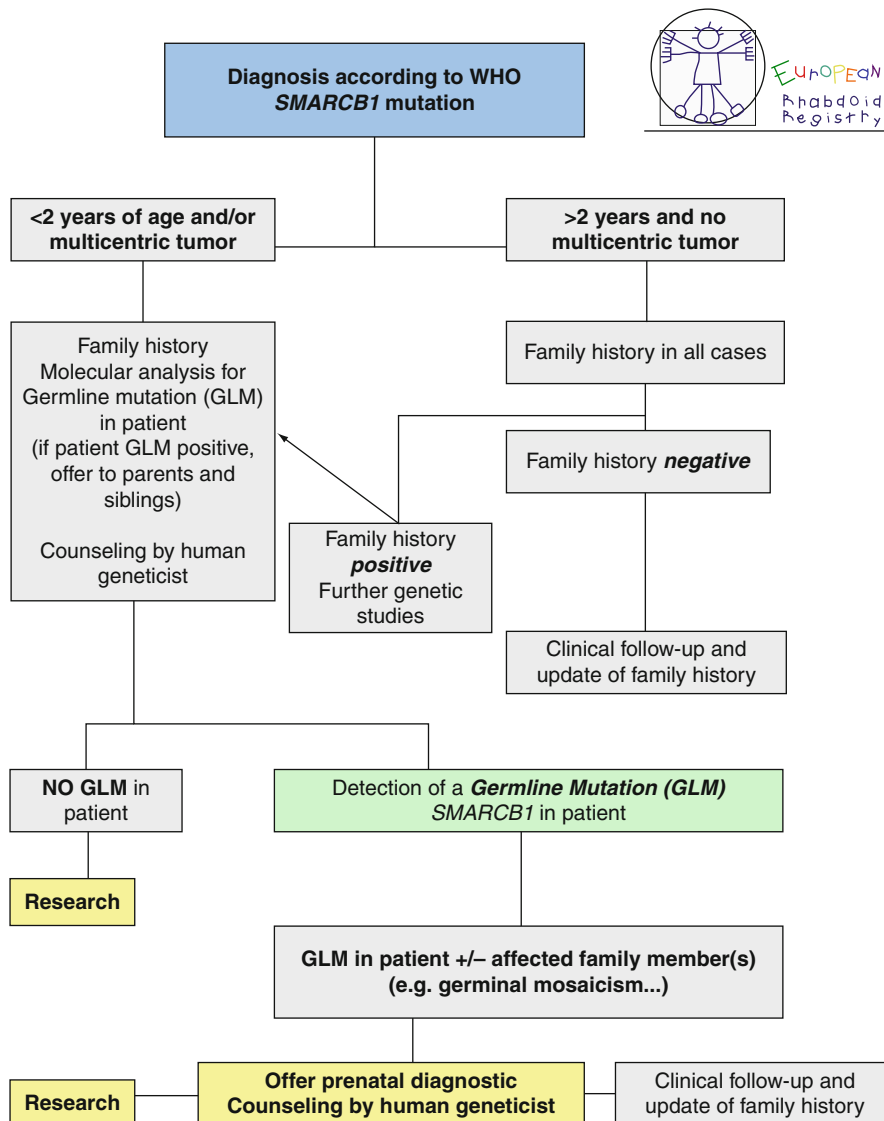 Diagnosis according to WHO
SMARCB1 mutation
EUROPEAN
Rhabdoid
Registry
<2 years of age and/or
multicentric tumor
>2 years and no
multicentric tumor
Family history
Molecular analysis for
Germline mutation (GLM)
in patient
(if patient GLM positive,
offer to parents and
siblings)
Counseling by human
geneticist
Family history in all cases
Family history negative
Family history
positive
Further genetic
studies
Clinical follow-up and
update of family history
NO GLM in
patient
Detection of a Germline Mutation (GLM)
SMARCB1 in patient
Research
GLM in patient +/– affected family member(s)
(e.g. germinal mosaicism...)
Research
Offer prenatal diagnostic
Counseling by human geneticist
Clinical follow-up and
update of family history